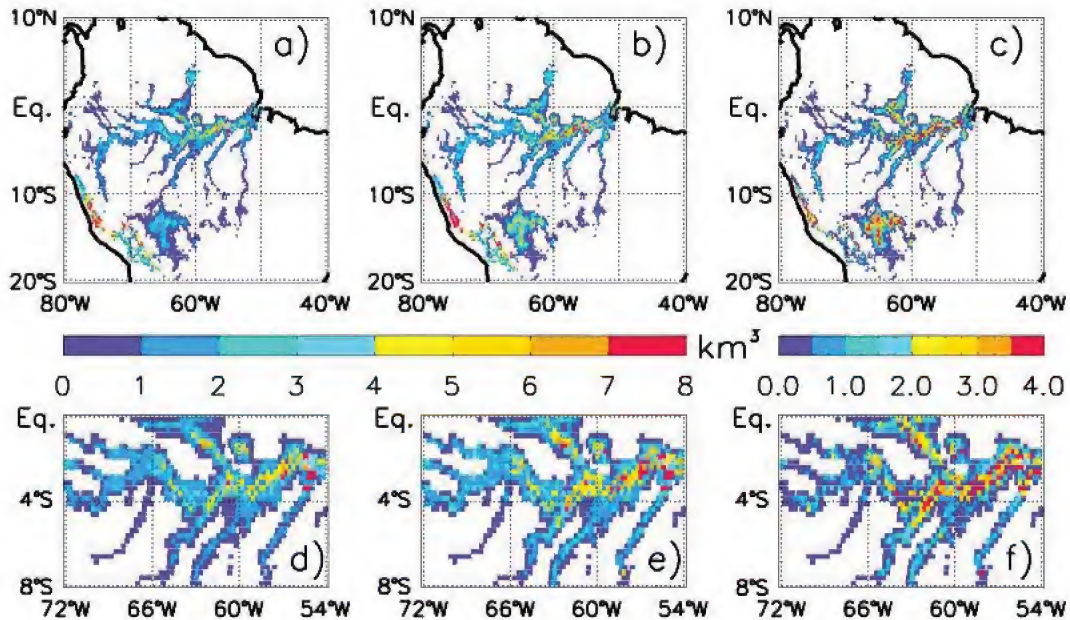 10°N
a)
b)
c)
Eq.
Eq.
Eq.
10°S
10°S
10°S
20°S
20°S
20°S
80°W 60°W 40°W
80°W 60°W 40°W
80°W 60°W 40°W
km³
0 1 2 3 4 5 6 7 8
0.0 1.0 2.0 3.0 4.0
Eq.
Eq.
Eq.
4°S
4°S
4°S
d)
e)
f)
8°S
8°S
8°S
72°W 66°W 60°W 54°W
72°W 66°W 60°W 54°W
72°W 66°W 60°W 54°W
10°N
10°N